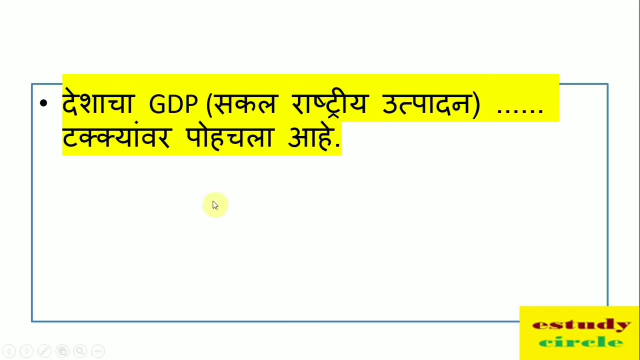 • देशाचा GDP (सकल राष्ट्रीय उत्पादन) ......
टक्क्यांवर पोहचला आहे.
estudy
circle